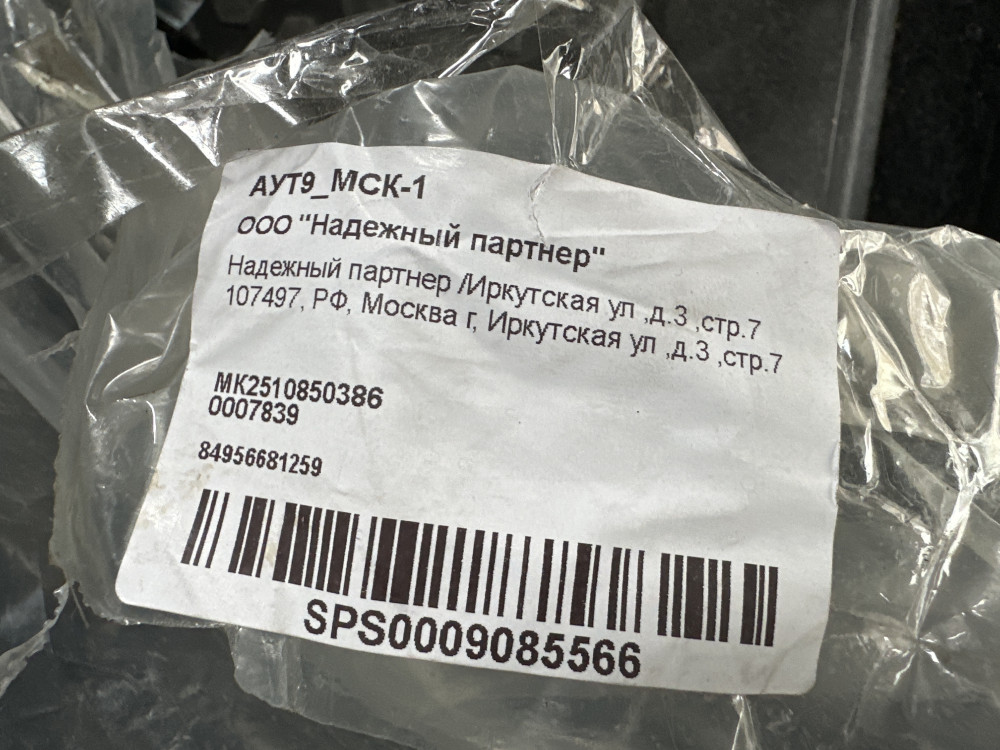 АУТ9_МСК-1
ООО "Надежный партнер"
Надежный партнер /Иркутская ул ,д.3 ,стр.7
107497, РФ, Москва г, Иркутская ул ,д.3 ,стр.7
МК2510850386
0007839
84956681259
SPS0009085566